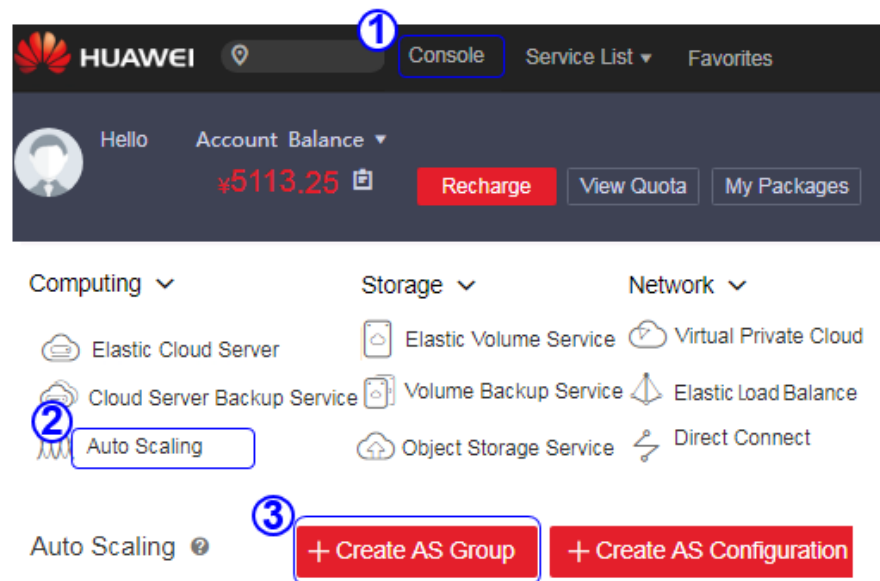 1
HUAWEI Console Service List Favorites
Hello Account Balance
¥5113.25 Recharge View Quota My Packages
Computing Storage Network
Elastic Cloud Server Elastic Volume Service Virtual Private Cloud
Cloud Server Backup Service Volume Backup Service Elastic Load Balance
2
Auto Scaling Object Storage Service Direct Connect
3
Auto Scaling ? + Create AS Group + Create AS Configuration